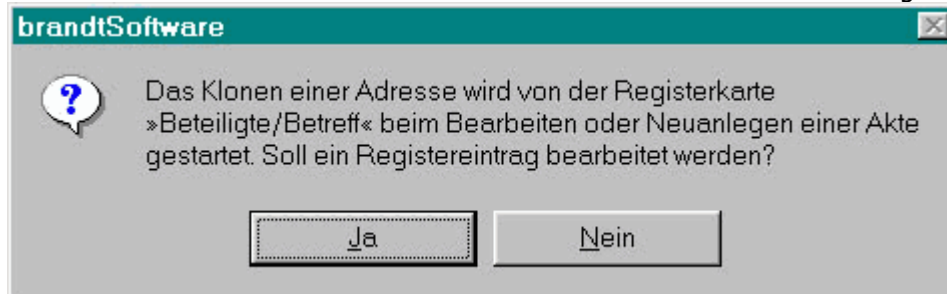 brandtSoftware
Das Klonen einer Adresse wird von der Registerkarte
»Beteiligte/Betreff« beim Bearbeiten oder Neuanlegen einer Akte
gestartet. Soll ein Registereintrag bearbeitet werden?
Ja
Nein